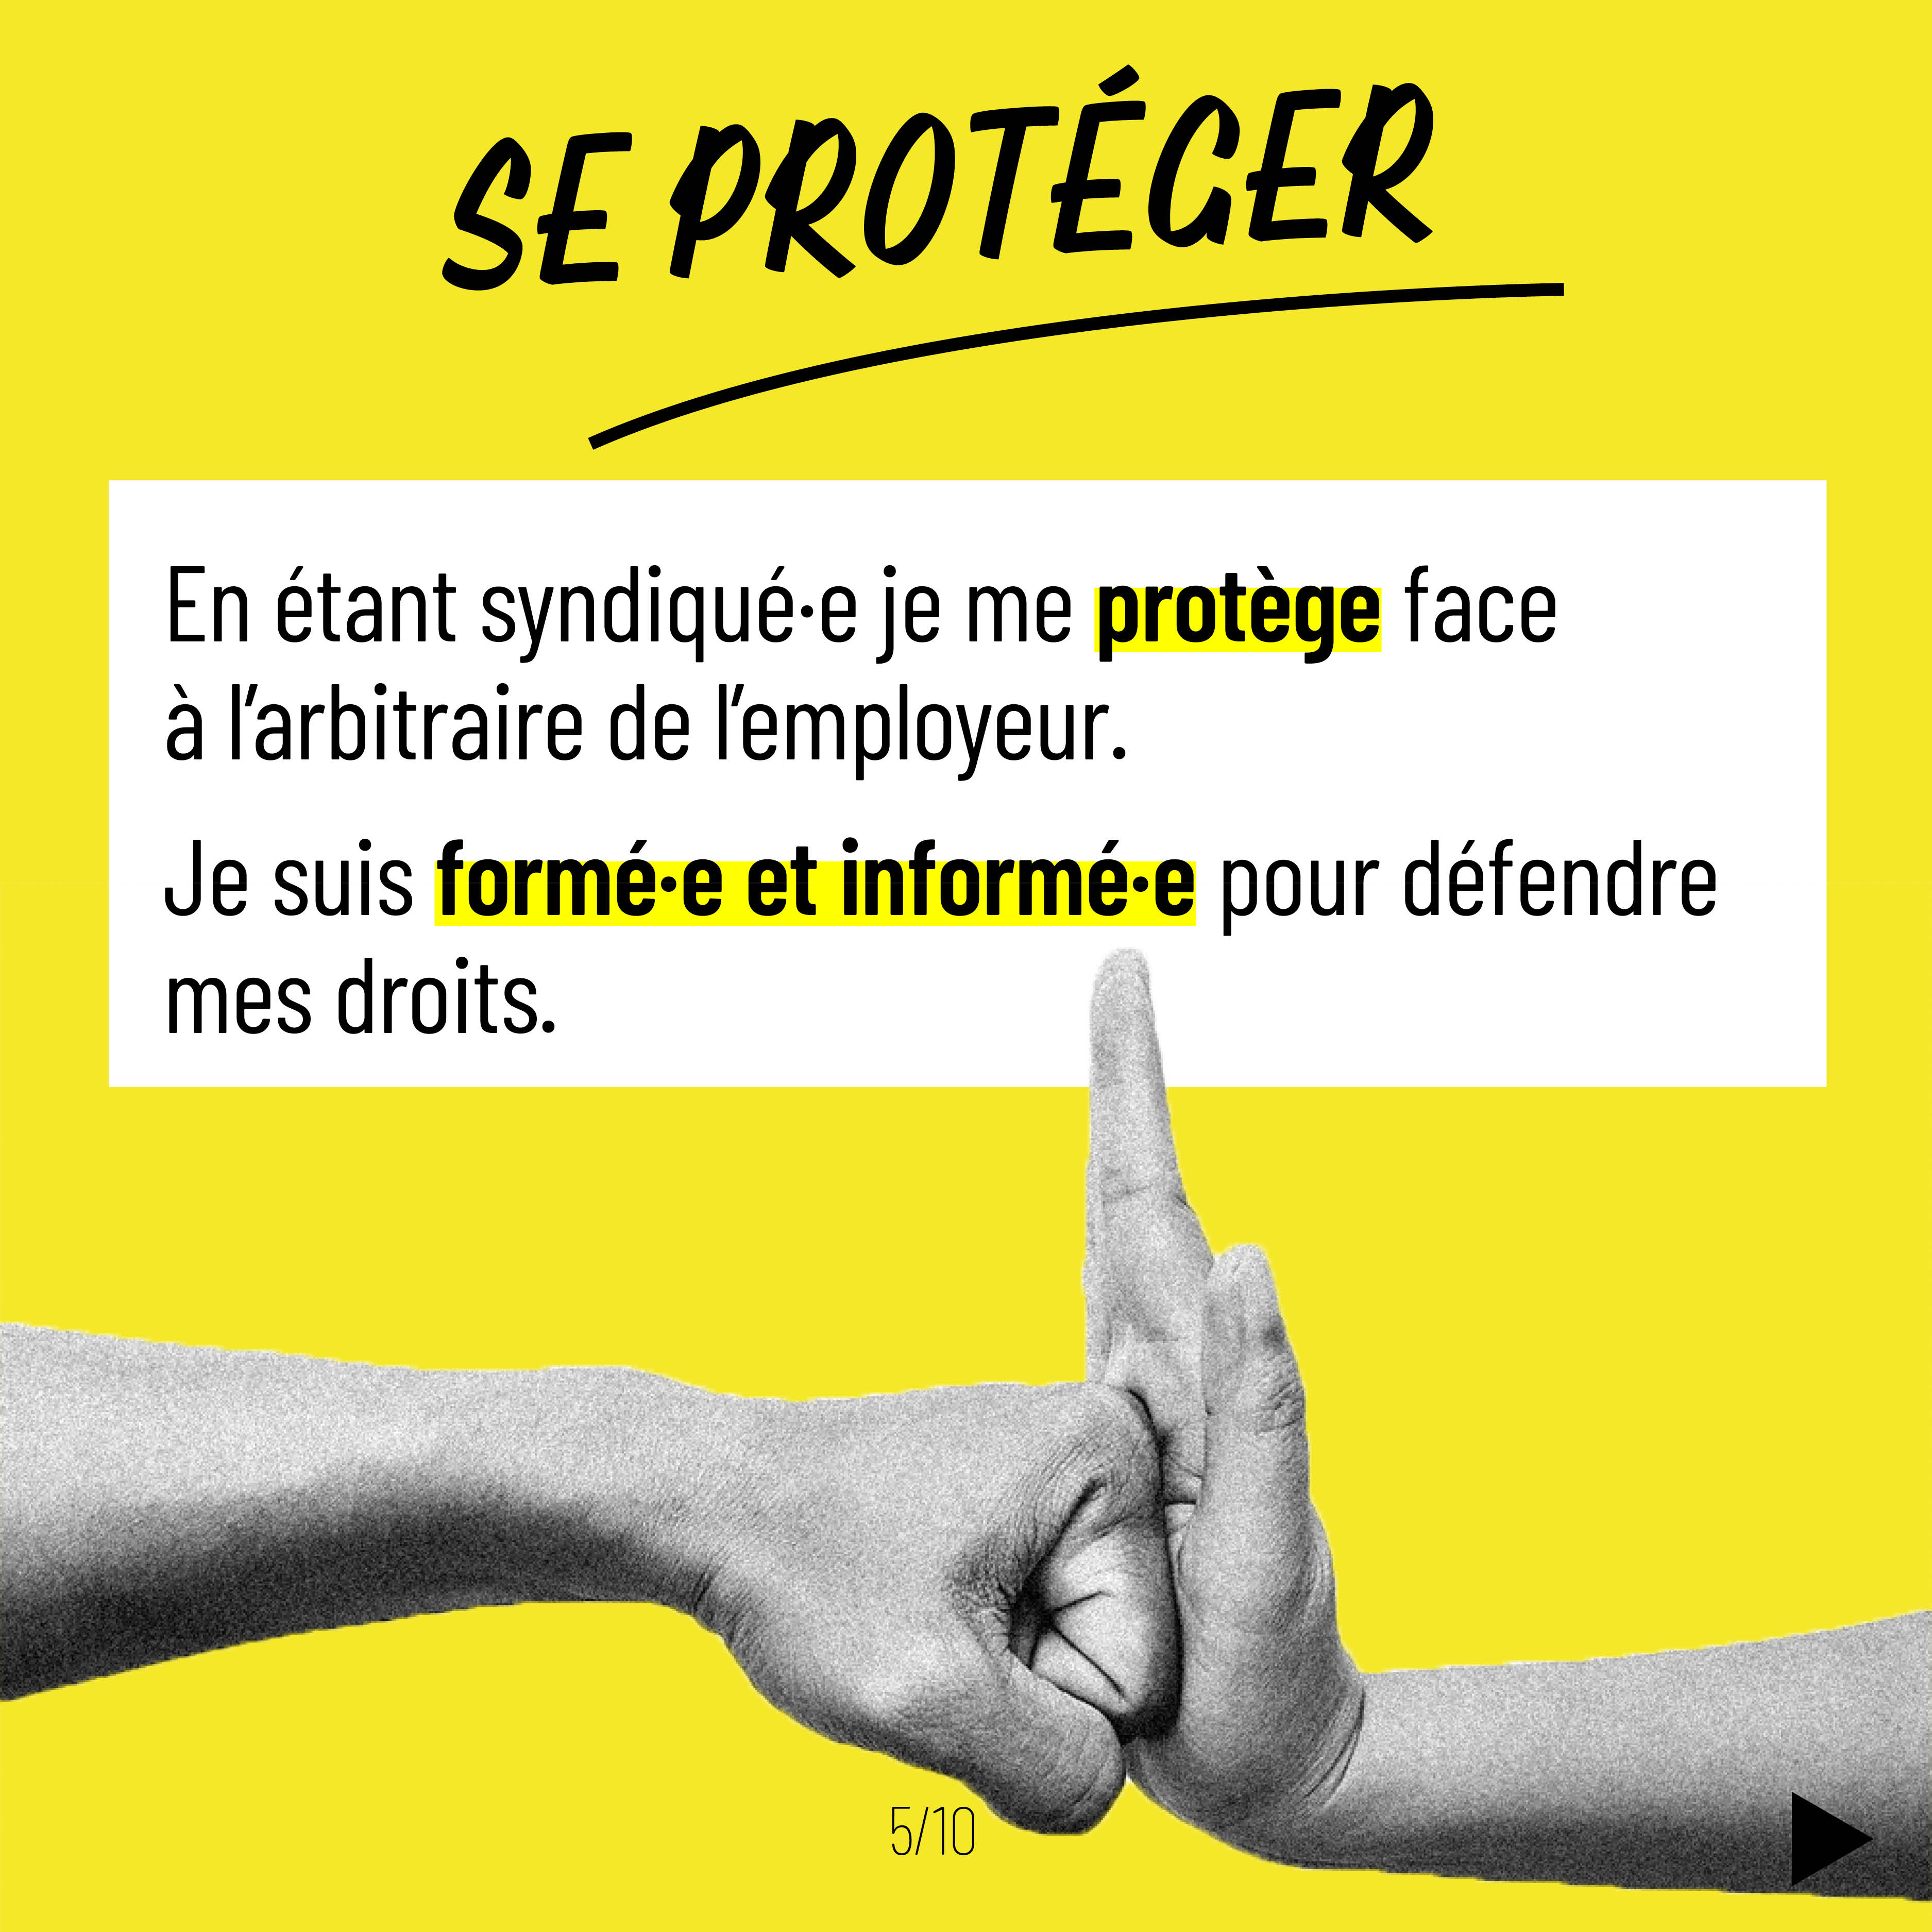 SE PROTÉGER
En étant syndiqué·e je me protège face
à l’arbitraire de l’employeur.
Je suis formé·e et informé·e pour défendre
mes droits.
5/10